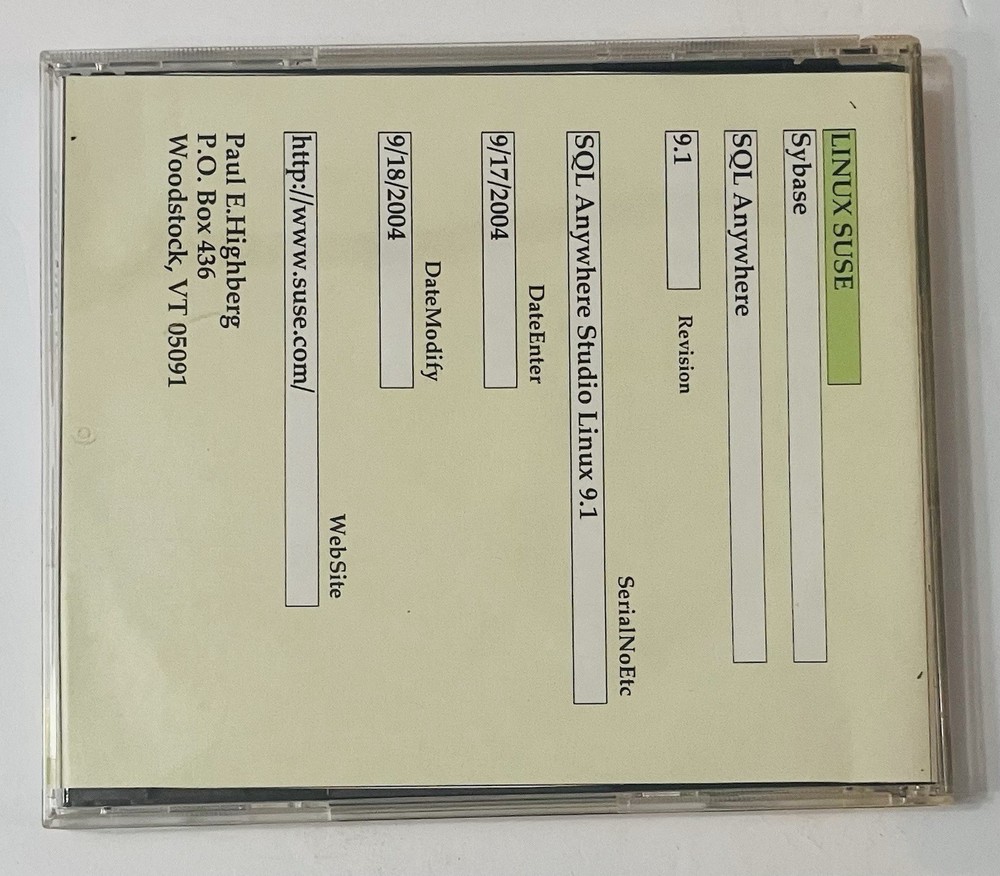 LINUX SUSE
Sybase
SQL Anywhere
9.1 Revision
SerialNoEtc
SQL Anywhere Studio Linux 9.1
DateEnter
9/17/2004
DateModify
9/18/2004
WebSite
http://www.suse.com/
Paul E.Highberg
P.O. Box 436
Woodstock, VT 05091